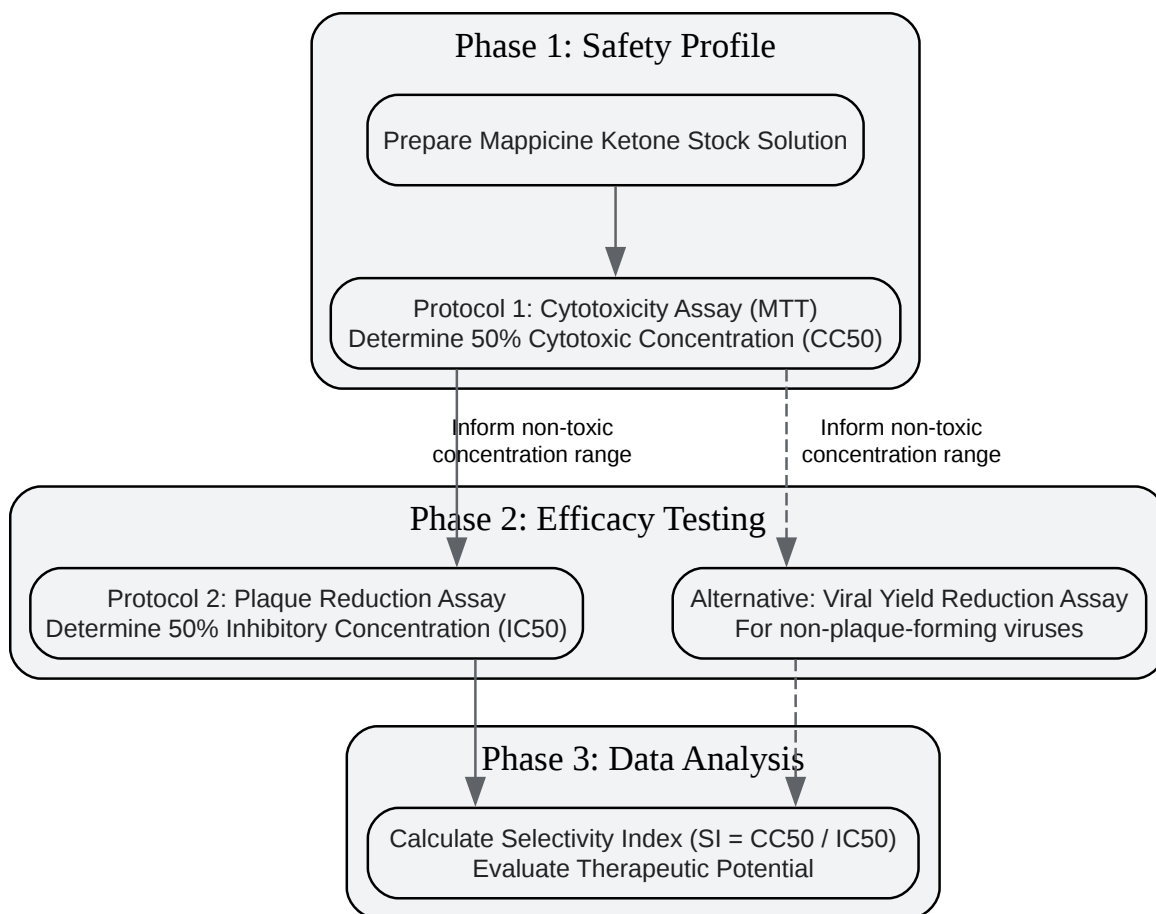 Phase 1: Safety Profile
Prepare Mappicine Ketone Stock Solution
Protocol 1: Cytotoxicity Assay (MTT)
Determine 50% Cytotoxic Concentration (CC50)
Inform non-toxic
concentration range
Inform non-toxic
concentration range
Phase 2: Efficacy Testing
Protocol 2: Plaque Reduction Assay
Determine 50% Inhibitory Concentration (IC50)
Alternative: Viral Yield Reduction Assay
For non-plaque-forming viruses
Phase 3: Data Analysis
Calculate Selectivity Index (SI = CC50 / IC50)
Evaluate Therapeutic Potential